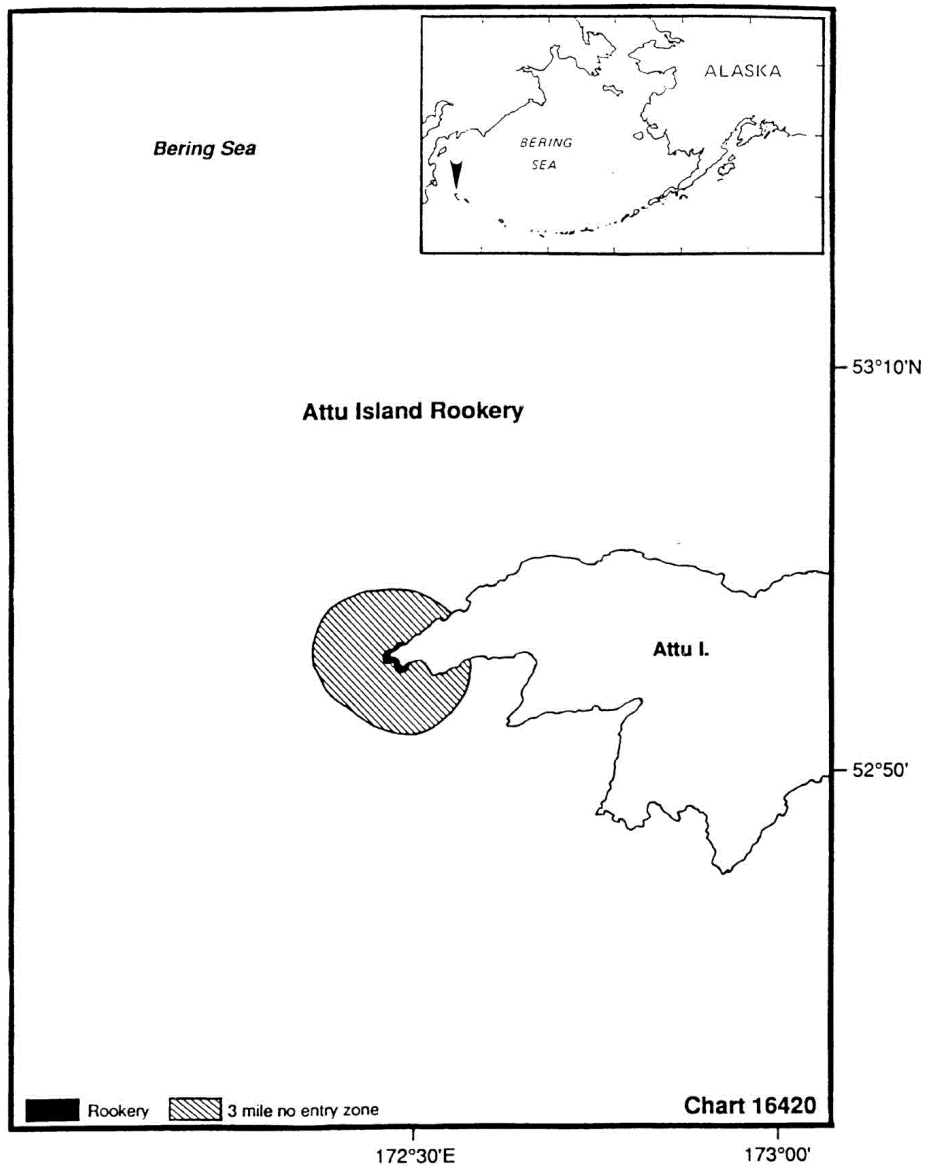 ALASKA
BERING
SEA
Bering Sea
53°10'N
Attu Island Rookery
Attu I.
52°50'
Rookery
3 mile no entry zone
Chart 16420
172°30'E
173°00'